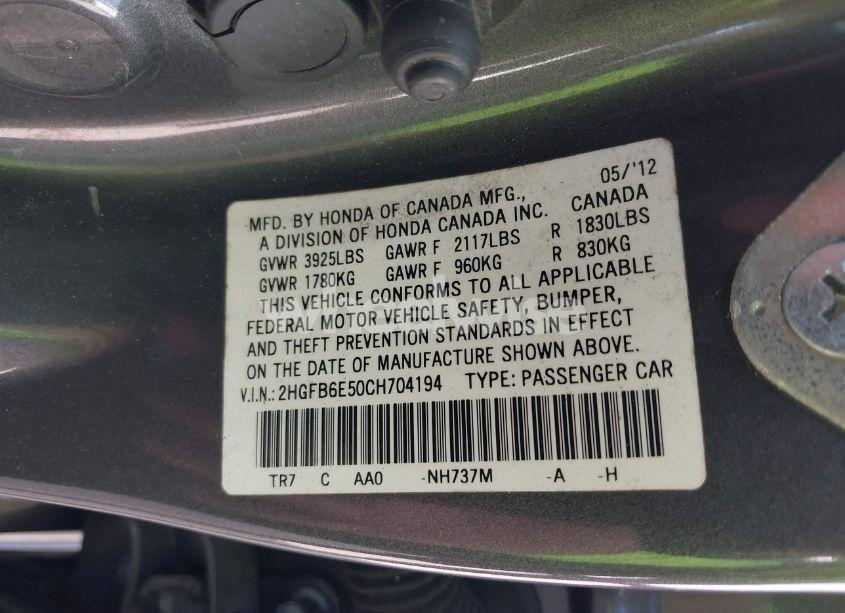 05/'12
MFD. BY HONDA OF CANADA MFG.,
A DIVISION OF HONDA CANADA INC. CANADA
GVWR 3925LBS GAWR F 2117LBS R 1830LBS
GVWR 1780KG GAWR F 960KG R 830KG
THIS VEHICLE CONFORMS TO ALL APPLICABLE
FEDERAL MOTOR VEHICLE SAFETY, BUMPER,
AND THEFT PREVENTION STANDARDS IN EFFECT
ON THE DATE OF MANUFACTURE SHOWN ABOVE.
V.I.N.: 2HGFB6E50CH704194 TYPE: PASSENGER CAR
TR7 C AA0 -NH737M -A -H